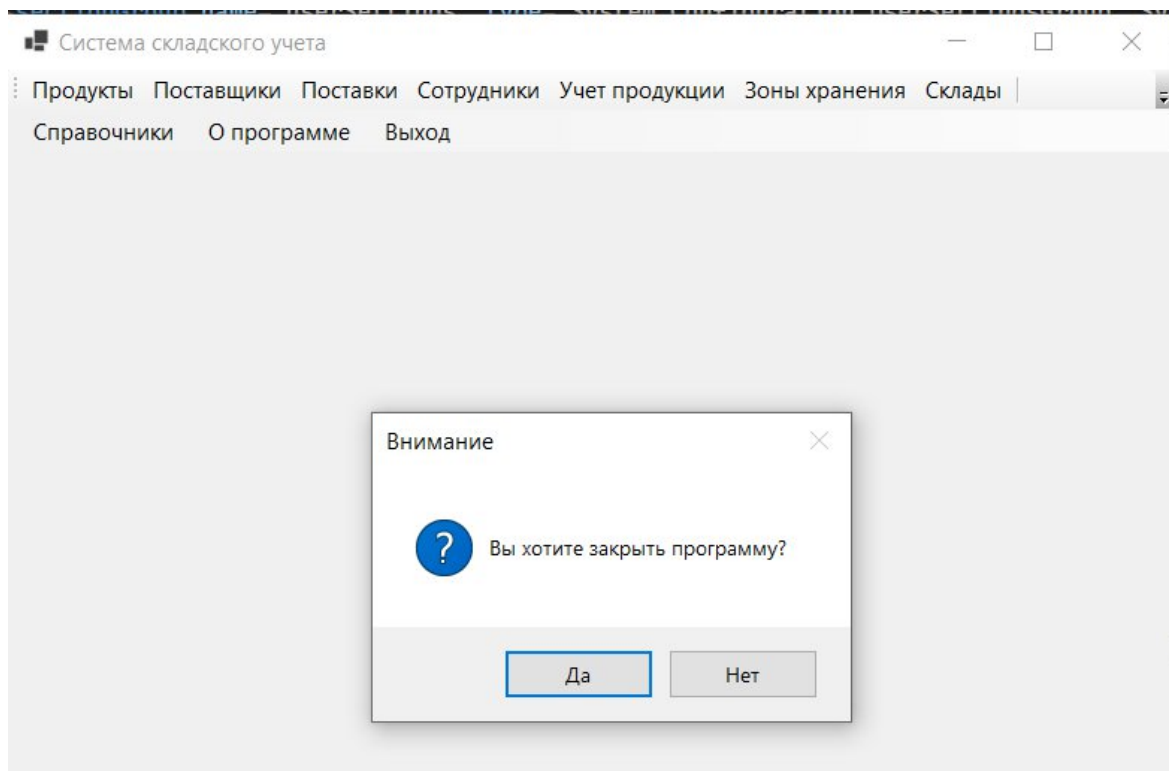 Система складского учета
Продукты Поставщики Поставки Сотрудники Учет продукции Зоны хранения Склады
Справочники О программе Выход
Внимание
?
Вы хотите закрыть программу?
Да Нет